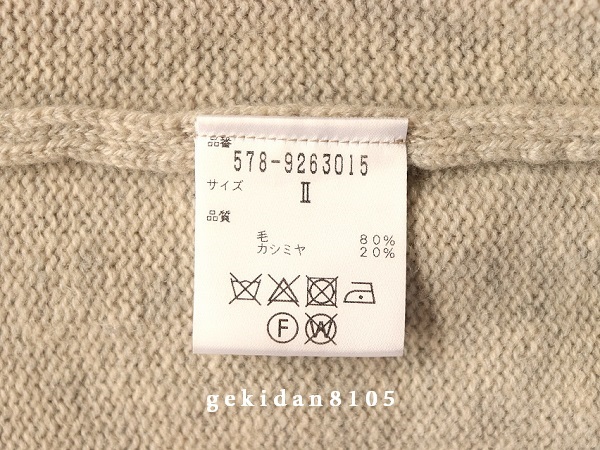 品番
578-9263015
サイズ II
品質
毛 80%
カシミヤ 20%
F W
gekidan8105